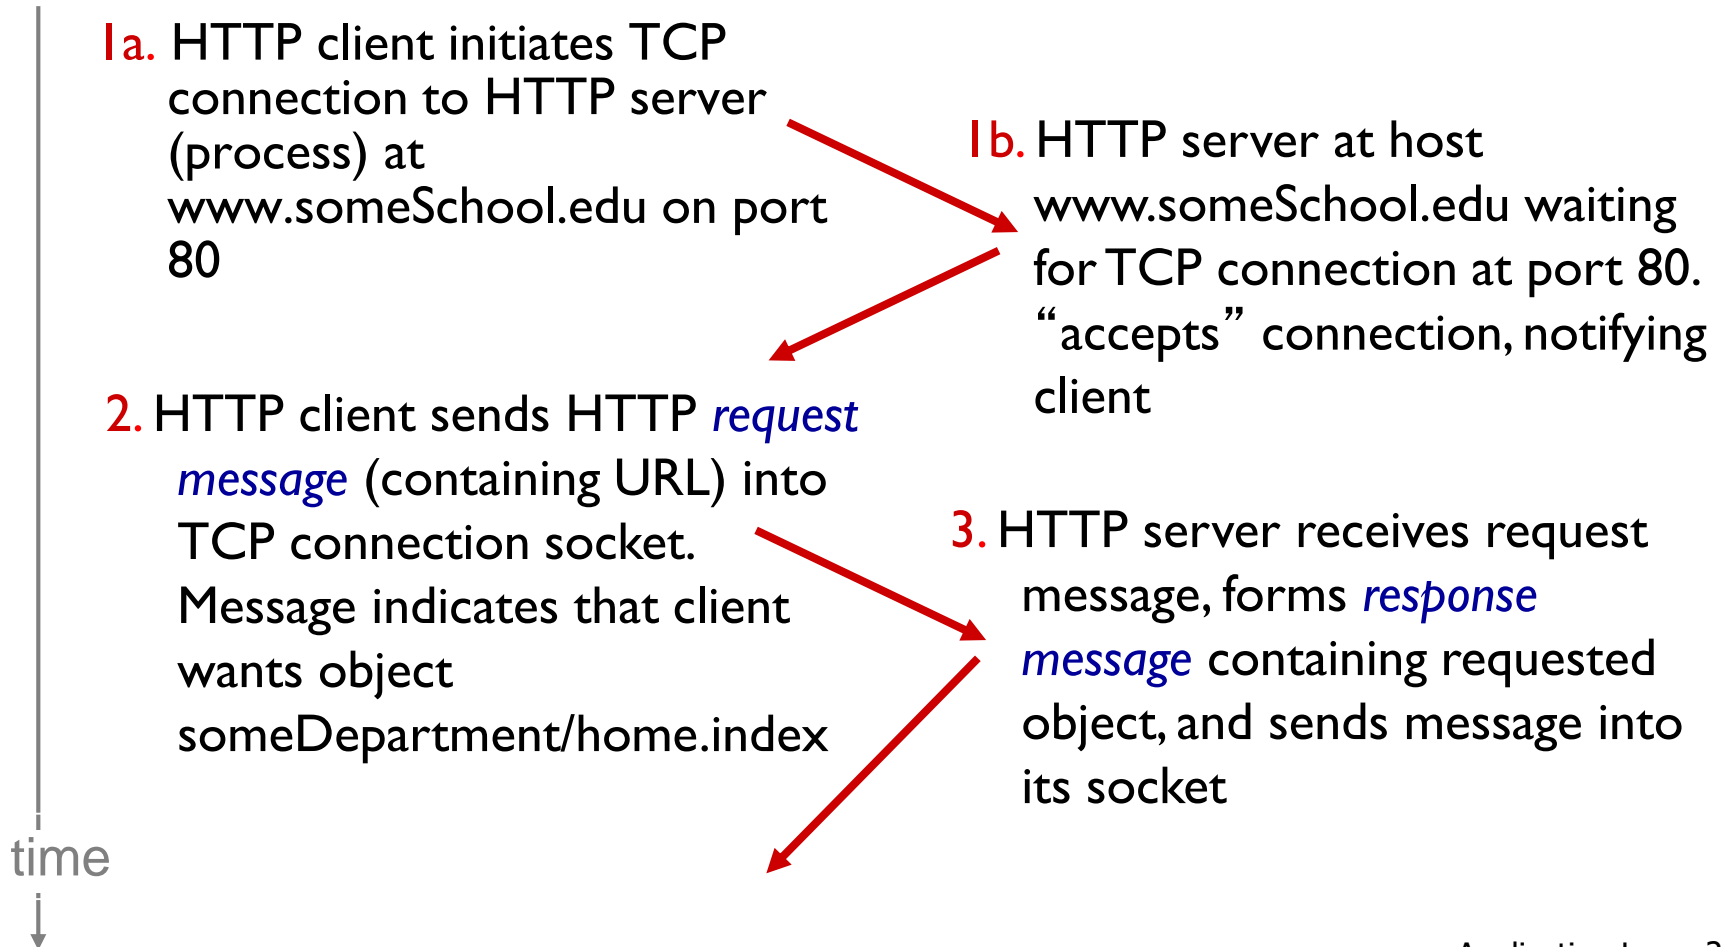 1a. HTTP client initiates TCP
connection to HTTP server
(process) at
www.someSchool.edu on port
80
1b. HTTP server at host
www.someSchool.edu waiting
for TCP connection at port 80.
“accepts” connection, notifying
client
2. HTTP client sends HTTP request
message (containing URL) into
TCP connection socket.
Message indicates that client
wants object
someDepartment/home.index
3. HTTP server receives request
message, forms response
message containing requested
object, and sends message into
its socket
time